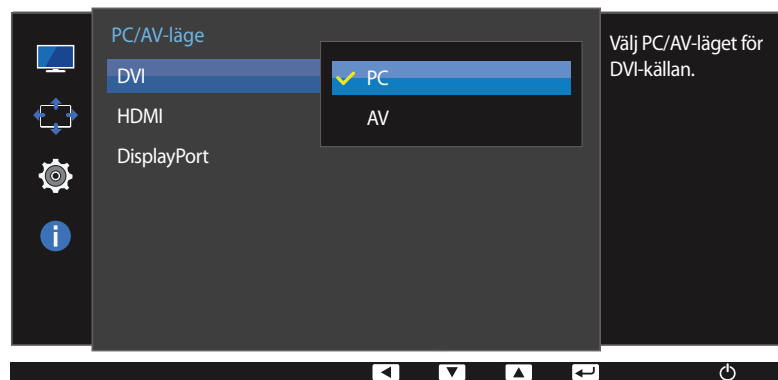 PC/AV-läge
DVI
PC
HDMI
AV
DisplayPort
Välj PC/AV-läget för
DVI-källan.